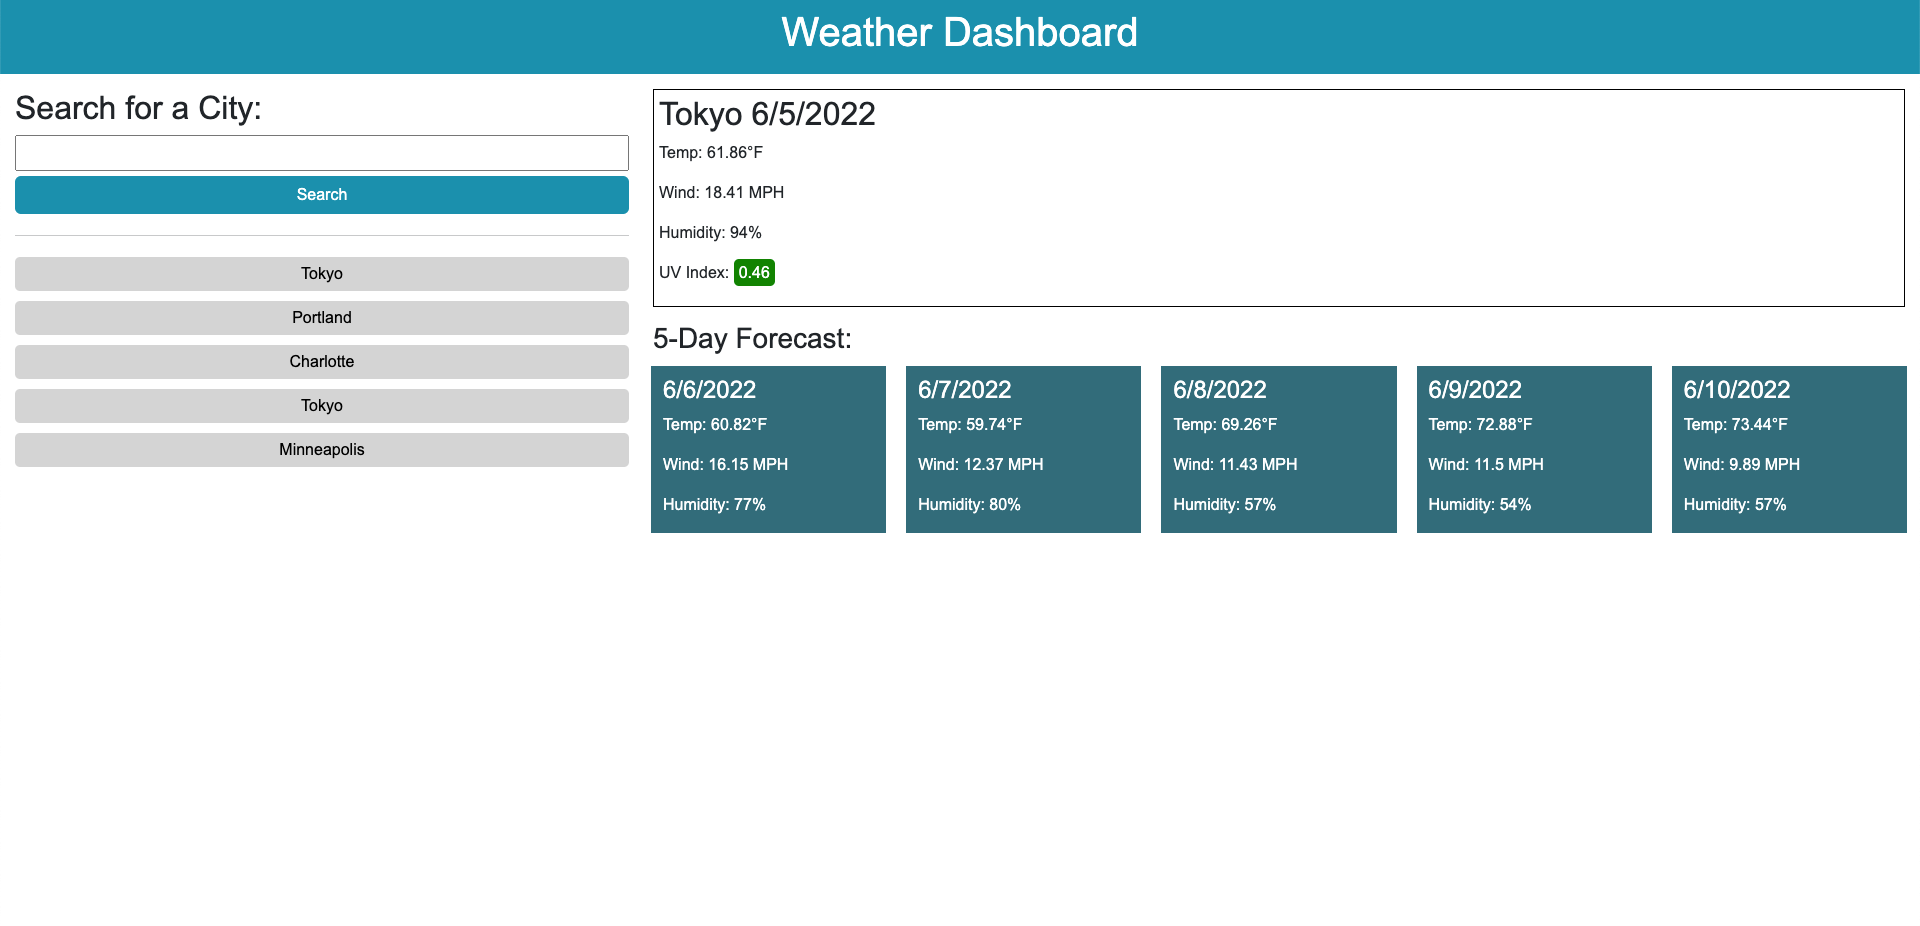 Weather Dashboard
Search for a City:
Search
Tokyo
Portland
Charlotte
Tokyo
Minneapolis
Tokyo 6/5/2022
Temp: 61.86°F
Wind: 18.41 MPH
Humidity: 94%
UV Index: 0.46
5-Day Forecast:
6/6/2022
Temp: 60.82°F
Wind: 16.15 MPH
Humidity: 77%
6/7/2022
Temp: 59.74°F
Wind: 12.37 MPH
Humidity: 80%
6/8/2022
Temp: 69.26°F
Wind: 11.43 MPH
Humidity: 57%
6/9/2022
Temp: 72.88°F
Wind: 11.5 MPH
Humidity: 54%
6/10/2022
Temp: 73.44°F
Wind: 9.89 MPH
Humidity: 57%